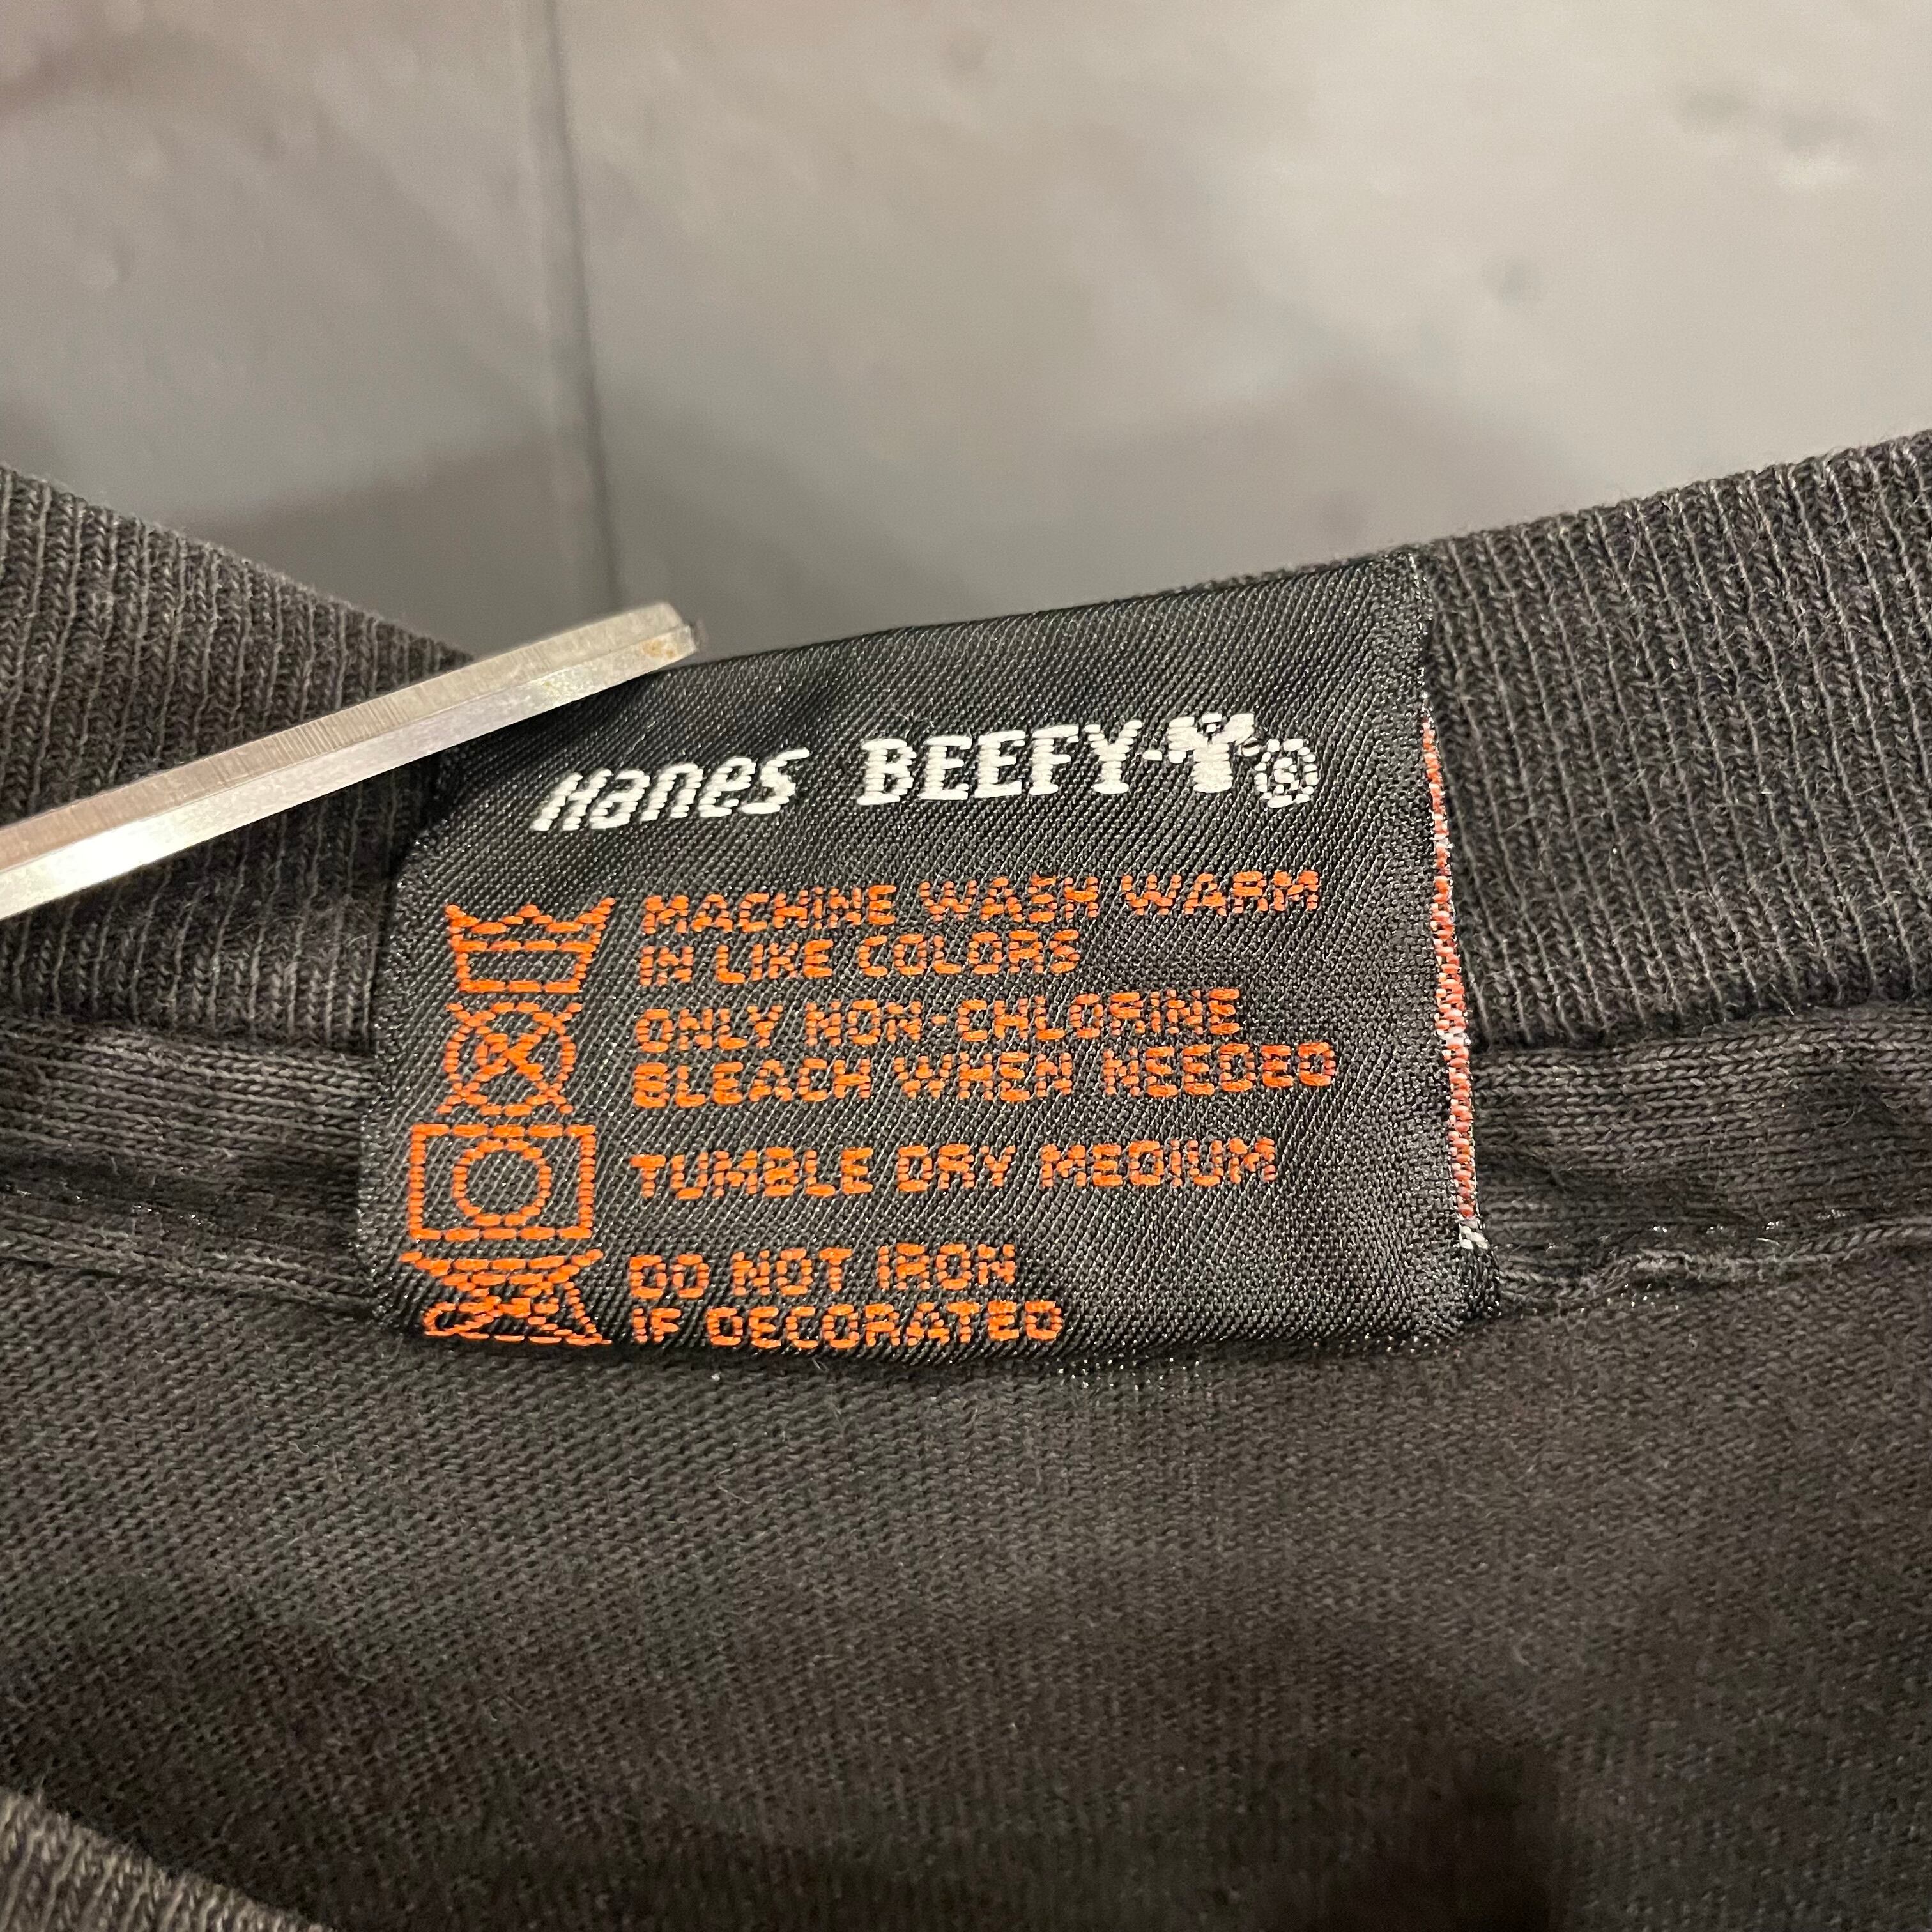 Hanes BEEFY-T®
MACHINE WASH WARM
IN LIKE COLORS
ONLY NON-CHLORINE
BLEACH WHEN NEEDED
TUMBLE DRY MEDIUM
DO NOT IRON
IF DECORATED